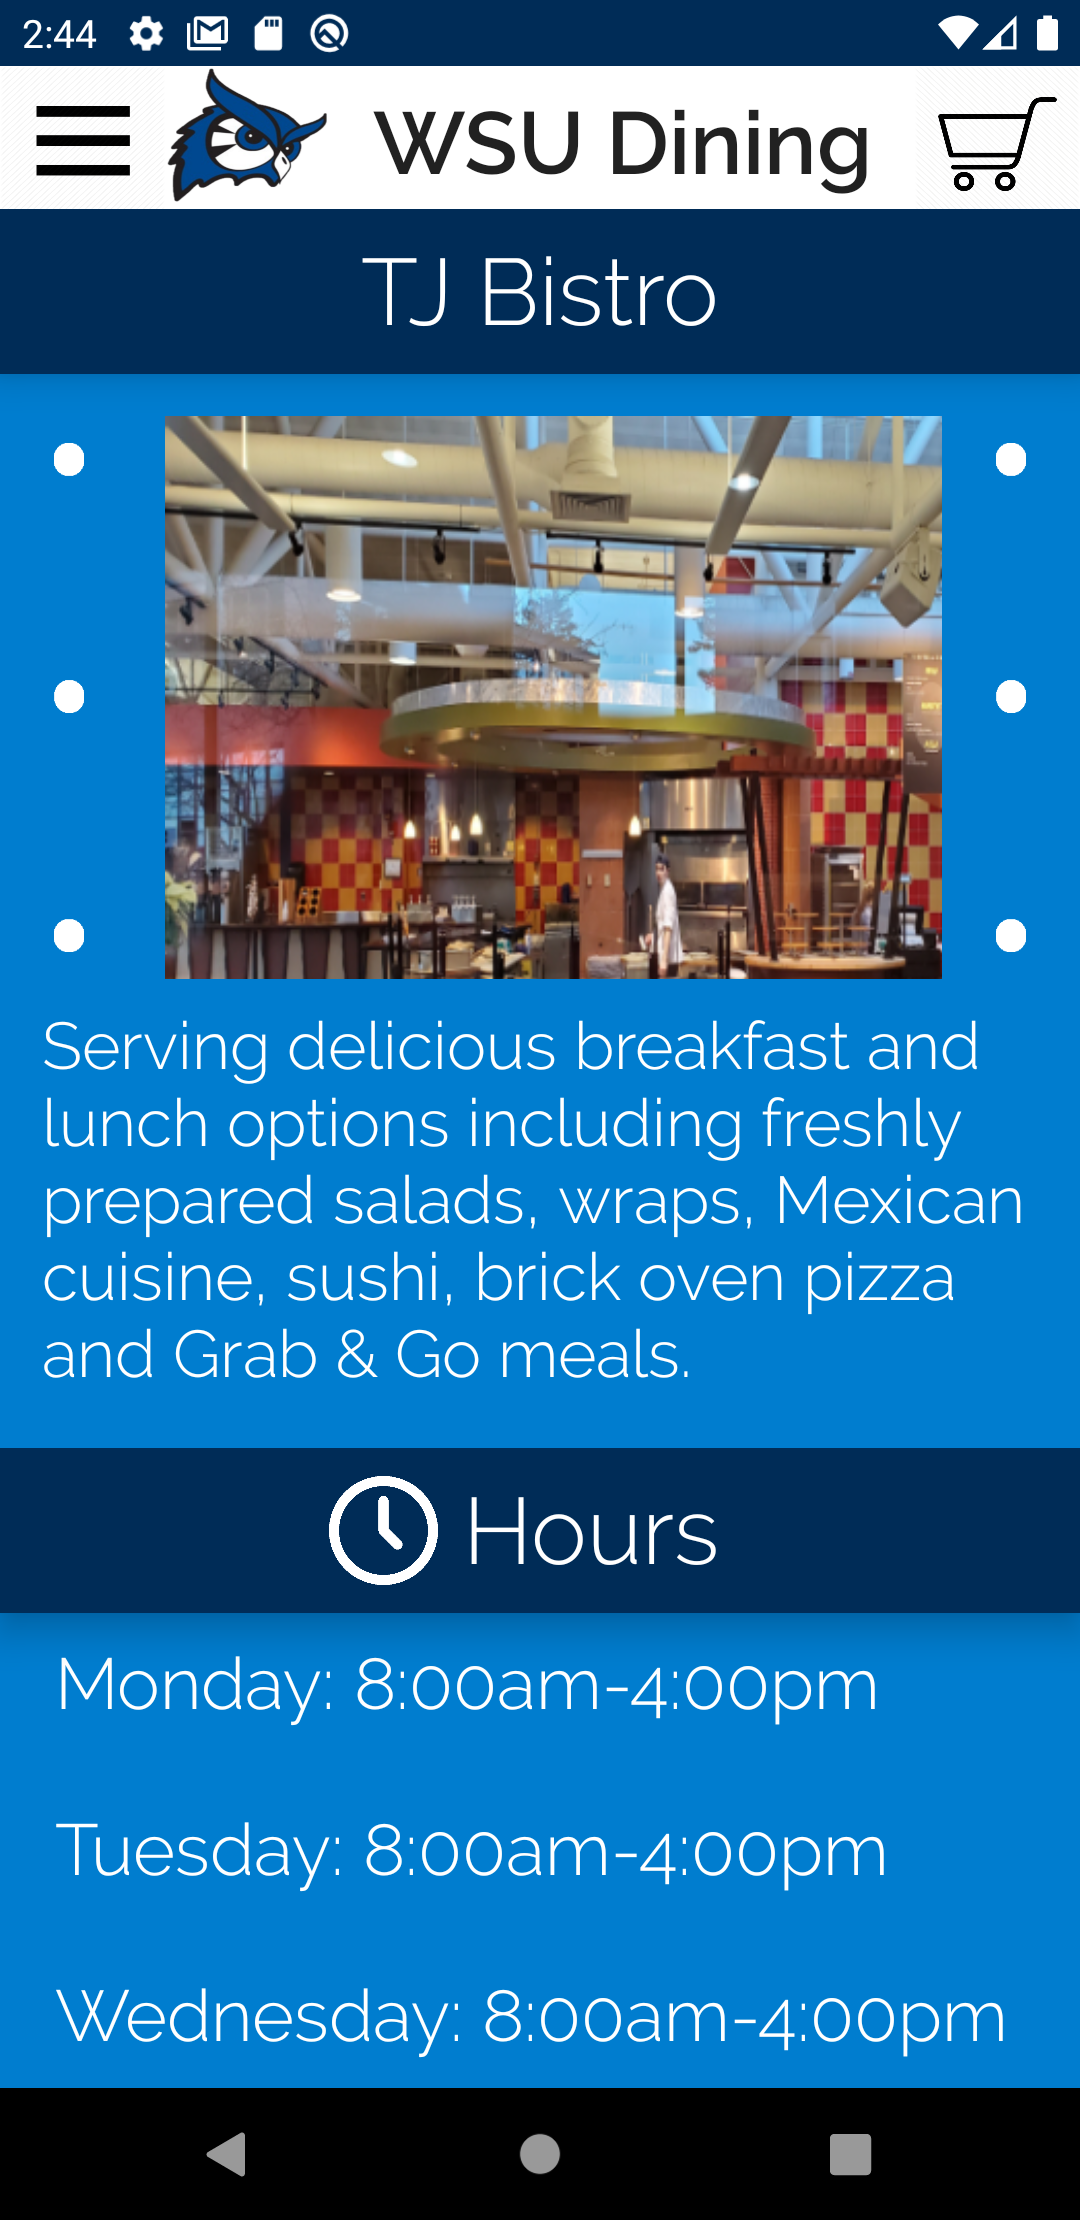 2:44
WSU Dining
TJ Bistro
Serving delicious breakfast and
lunch options including freshly
prepared salads, wraps, Mexican
cuisine, sushi, brick oven pizza
and Grab & Go meals.
Hours
Monday: 8:00am-4:00pm
Tuesday: 8:00am-4:00pm
Wednesday: 8:00am-4:00pm